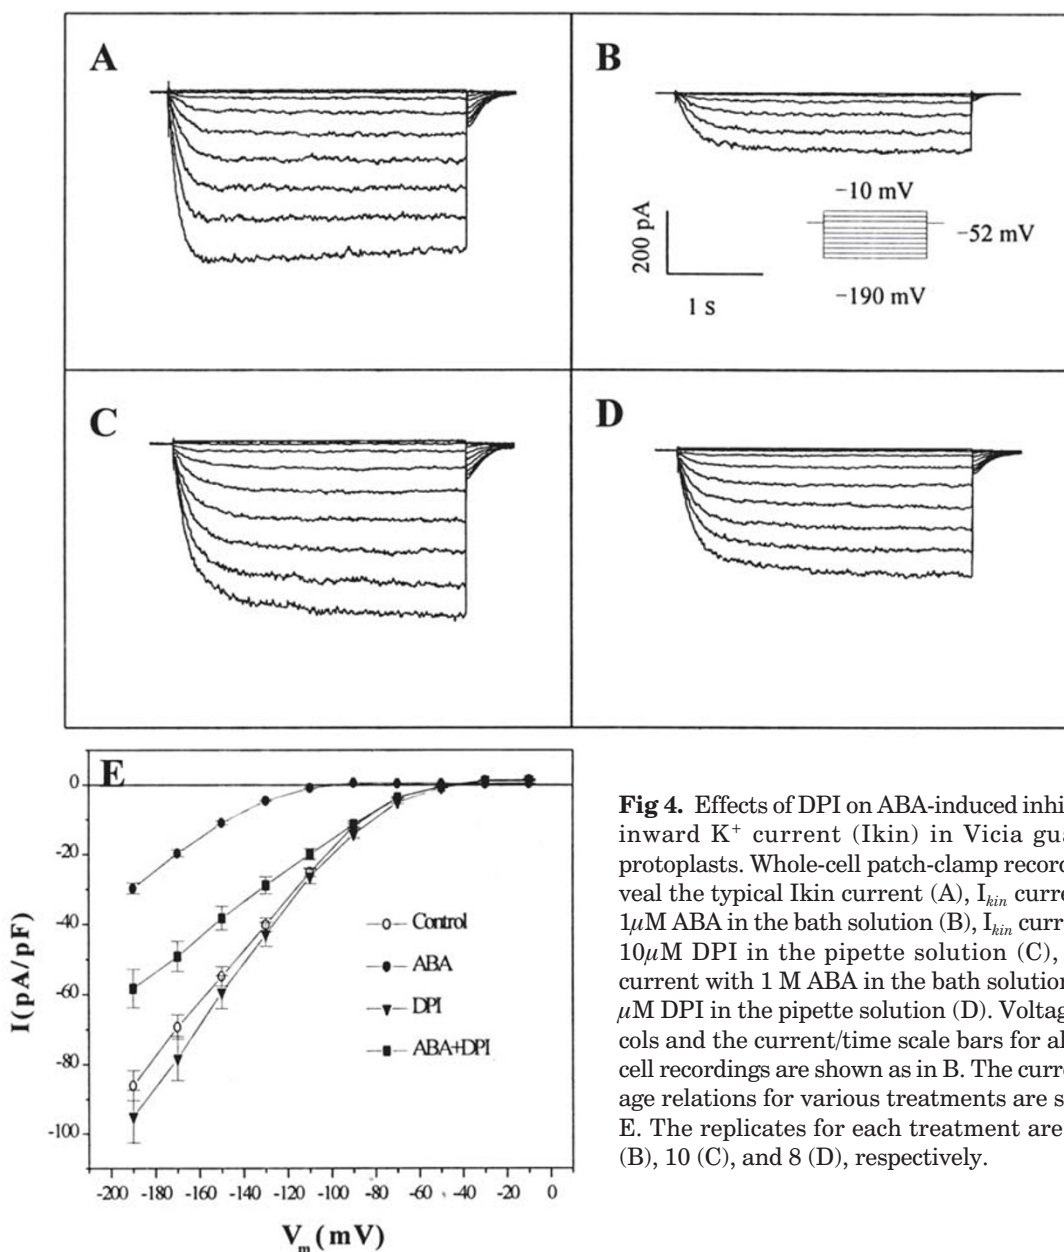 A
B
−10 mV
200 pA
−52 mV
1 S
−190 mV
C
D
E
0
-20
-40
-60
-80
-100
I(pA/pF)
Control
ABA
DPI
ABA+DPI
-200 -180 -160 -140 -120 -100 -80 -60 -40 -20 0
Vm(mV)
Fig 4. Effects of DPI on ABA-induced inhi
inward K+ current (Ikin) in Vicia gua
protoplasts. Whole-cell patch-clamp recor
veal the typical Ikin current (A), Ikin curre
1μM ABA in the bath solution (B), Ikin curr
10μM DPI in the pipette solution (C),
current with 1 M ABA in the bath solution
μM DPI in the pipette solution (D). Voltag
cols and the current/time scale bars for al
cell recordings are shown as in B. The curre
age relations for various treatments are s
E. The replicates for each treatment are
(B), 10 (C), and 8 (D), respectively.